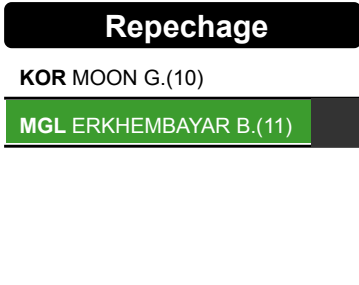 Repechage
KOR MOON G.(10)
MGL ERKHEMBAYAR B.(11)